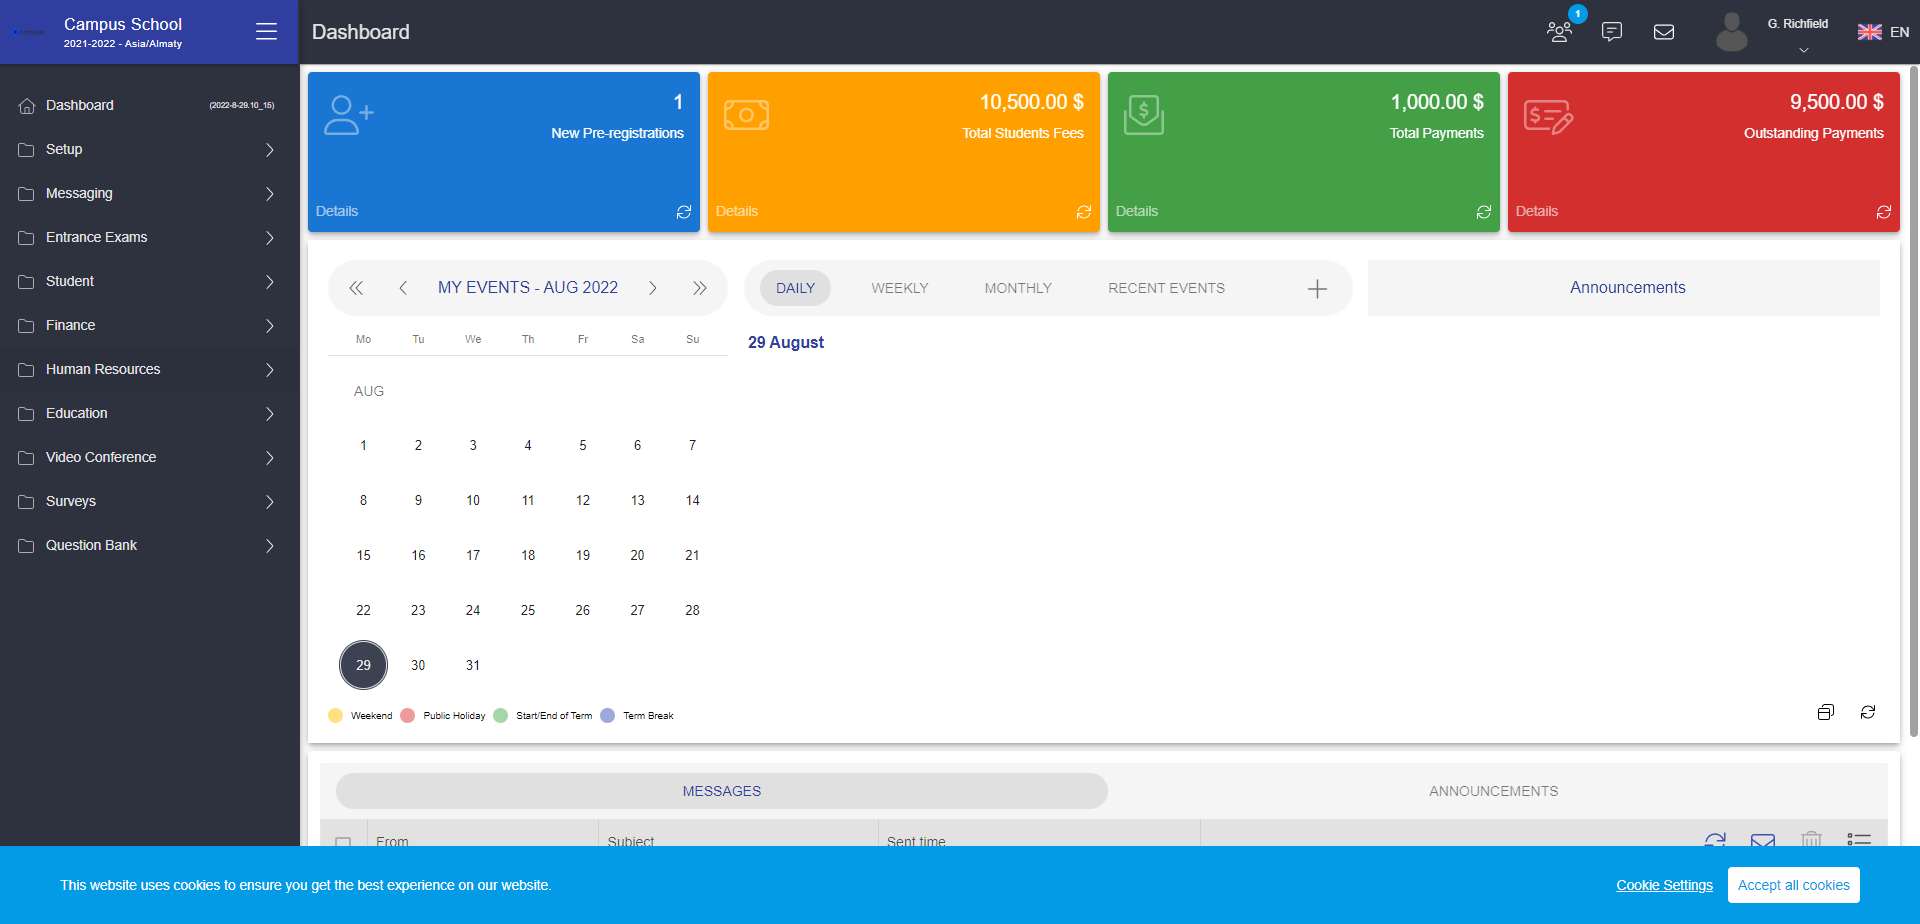 Campus School
2021-2022 - Asia/Almaty
Dashboard
1
G. Richfield
EN
Dashboard
(2022-8-29.10_15)
Setup
Messaging
Entrance Exams
Student
Finance
Human Resources
Education
Video Conference
Surveys
Question Bank
1
New Pre-registrations
Details
10,500.00 $
Total Students Fees
Details
1,000.00 $
Total Payments
Details
9,500.00 $
Outstanding Payments
Details
MY EVENTS - AUG 2022
Mo Tu We Th Fr Sa Su
AUG
1 2 3 4 5 6 7
8 9 10 11 12 13 14
15 16 17 18 19 20 21
22 23 24 25 26 27 28
29 30 31
Weekend Public Holiday Start/End of Term Term Break
DAILY WEEKLY MONTHLY RECENT EVENTS
29 August
Announcements
MESSAGES ANNOUNCEMENTS
From Subject Sent time
This website uses cookies to ensure you get the best experience on our website.
Cookie Settings Accept all cookies